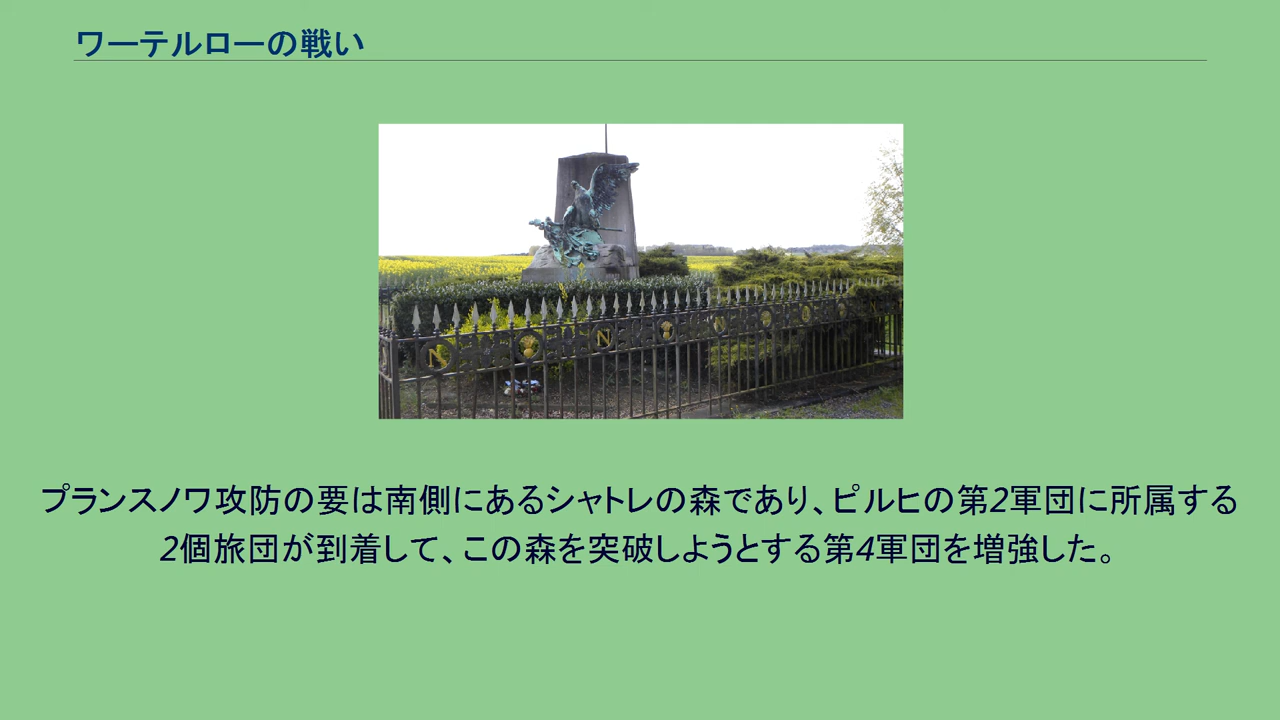 ワーテルローの戦い
N
N
プランスノワ攻防の要は南側にあるシャトレの森であり、ピルヒの第2軍団に所属する
2個旅団が到着して、この森を突破しようとする第4軍団を増強した。